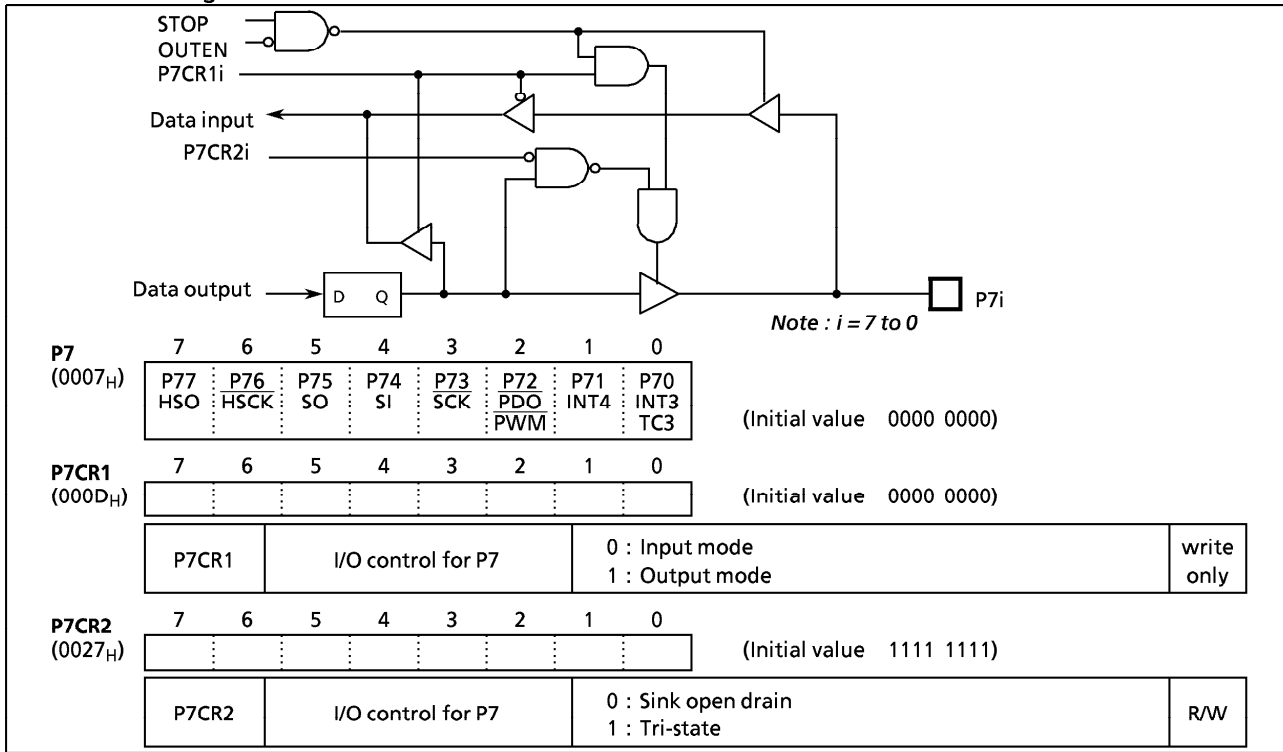 STOP
OUTEN
P7CR1i
Data input
P7CR2i
Data output
D Q
P7i
Note : i = 7 to 0
P7 (0007H)
7 6 5 4 3 2 1 0
P77 P76 P75 P74 P73 P72 P71 P70
HSO HSCK SO SI SCK PDO INT4 INT3
PWM TC3
(Initial value 0000 0000)
P7CR1 (000DH)
7 6 5 4 3 2 1 0
(Initial value 0000 0000)
P7CR1 I/O control for P7
0 : Input mode
1 : Output mode
write
only
P7CR2 (0027H)
7 6 5 4 3 2 1 0
(Initial value 1111 1111)
P7CR2 I/O control for P7
0 : Sink open drain
1 : Tri-state
R/W